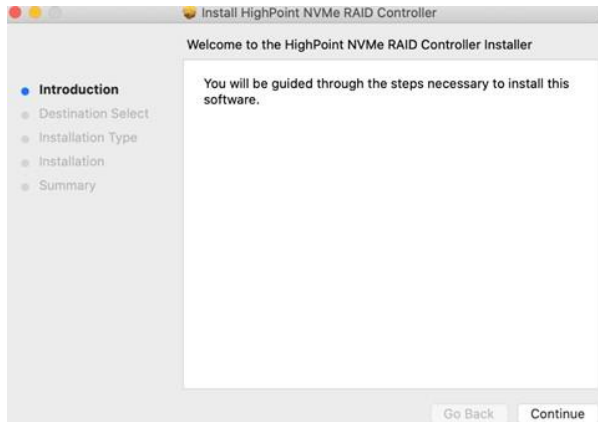 Install HighPoint NVMe RAID Controller
Welcome to the HighPoint NVMe RAID Controller Installer
Introduction
Destination Select
Installation Type
Installation
Summary
You will be guided through the steps necessary to install this
software.
Go Back
Continue